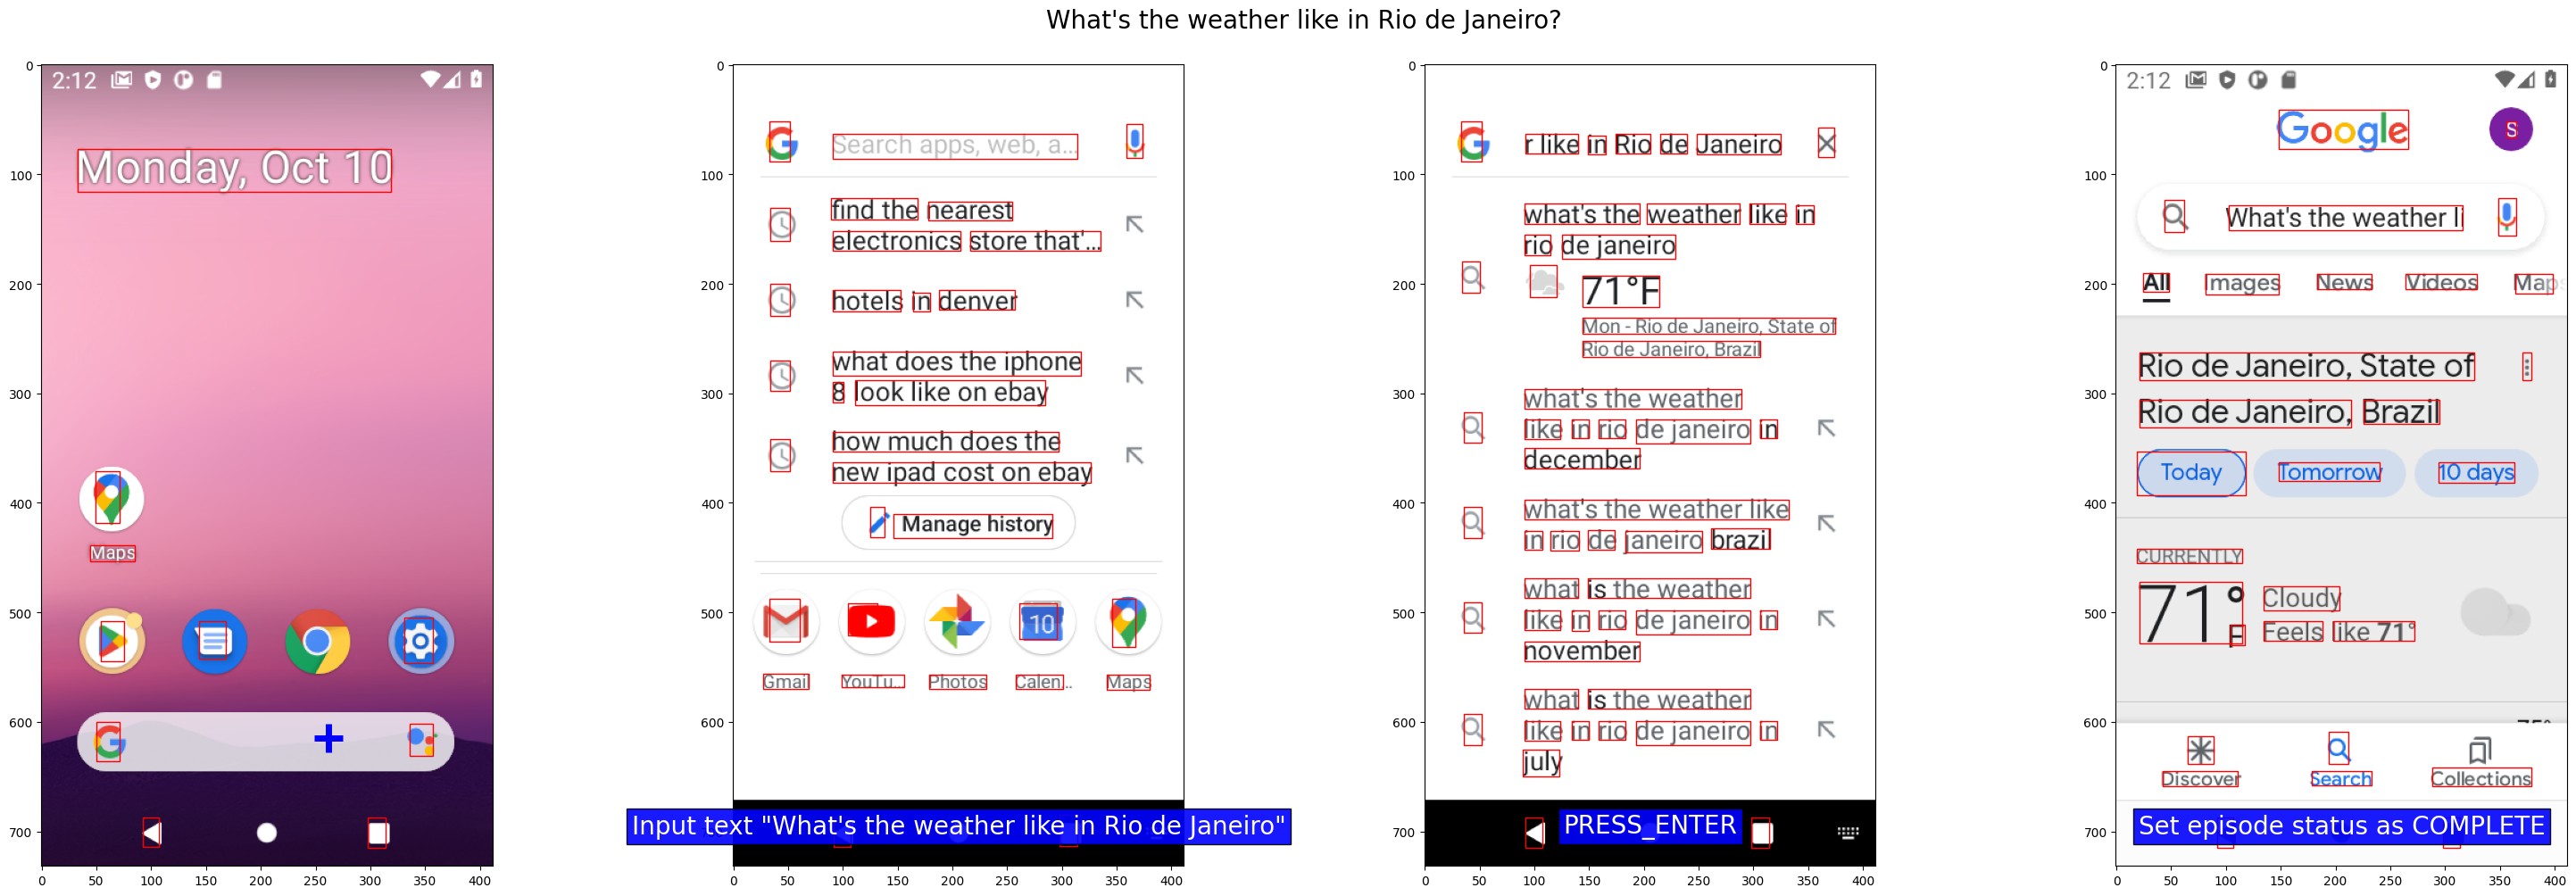 What's the weather like in Rio de Janeiro?
2:12
Monday, Oct 10
Maps
0
100
200
300
400
500
600
700
0 50 100 150 200 250 300 350 400
Search apps, web, a...
find the nearest
electronics store that'...
hotels in denver
what does the iphone
8 look like on ebay
how much does the
new ipad cost on ebay
Manage history
10
Gmail YouTu... Photos Calen... Maps
Input text "What's the weather like in Rio de Janeiro"
0
100
200
300
400
500
600
0 50 100 150 200 250 300 350 400
r like in Rio de Janeiro
what's the weather like in
rio de janeiro
71°F
Mon - Rio de Janeiro, State of
Rio de Janeiro, Brazil
what's the weather
like in rio de janeiro in
december
what's the weather like
in rio de janeiro brazil
what is the weather
like in rio de janeiro in
november
what is the weather
like in rio de janeiro in
july
PRESS_ENTER
0
100
200
300
400
500
600
700
0 50 100 150 200 250 300 350 400
2:12
Google
S
What's the weather li
All Images News Videos Maps
Rio de Janeiro, State of
Rio de Janeiro, Brazil
Today Tomorrow 10 days
CURRENTLY
71°F
Cloudy
Feels like 71°
Discover Search Collections
Set episode status as COMPLETE
0
100
200
300
400
500
600
700
0 50 100 150 200 250 300 350 400